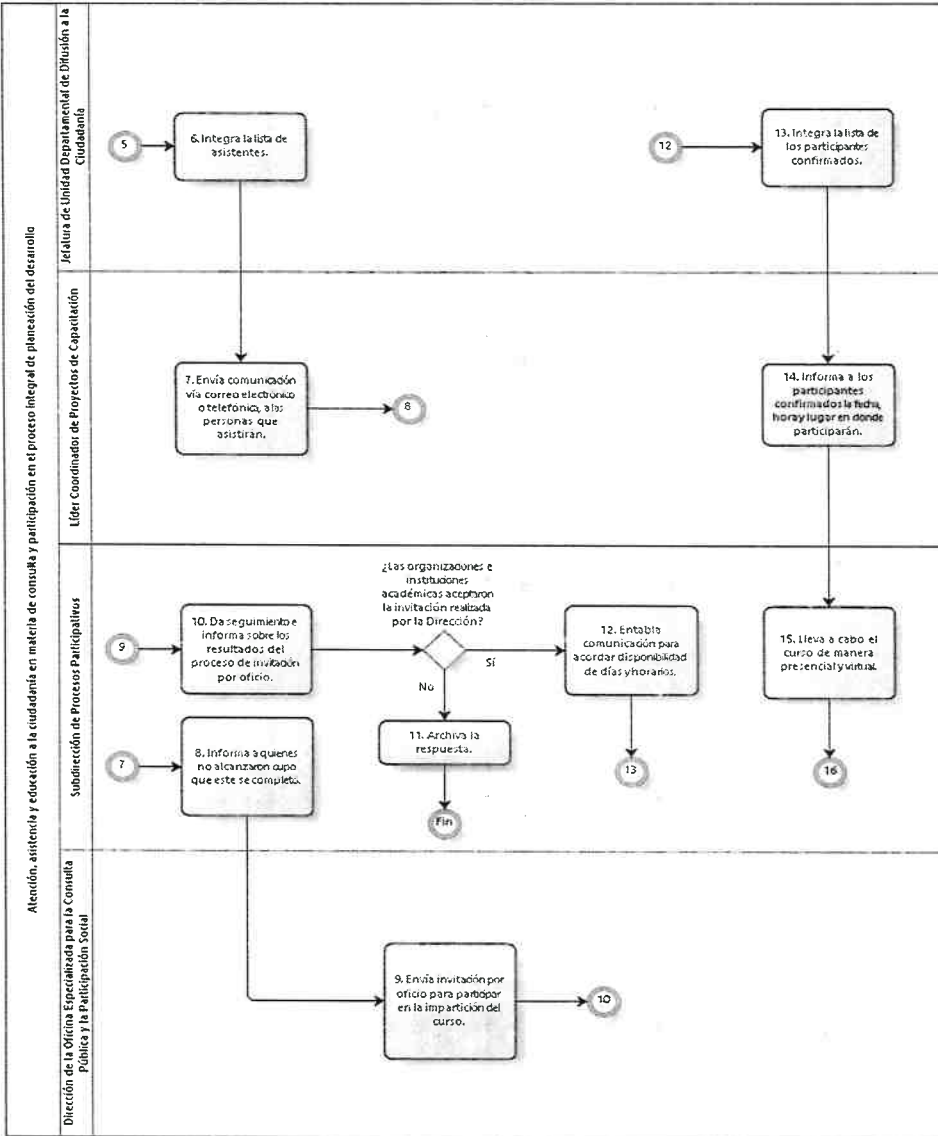 Atención, asistencia y educación a la ciudadanía en materia de consulta y participación en el proceso integral de planeación del desarrollo
Jefatura de Unidad Departamental de Difusión a la
Ciudadanía
5
6. Integra la lista de
asistentes.
12
13. Integra la lista de
los participantes
confirmados.
Líder Coordinados de Proyectos de Capacitación
7. Envía comunicación
vía correo electrónico
o telefónica, a las
personas que
asistirán.
8
14. Informa a los
participantes
confirmados la fecha,
hora y lugar en donde
participarán.
Subdirección de Procesos Participativos
9
10. Da seguimiento e
informa sobre los
resultados del
proceso de invitación
por oficio.
¿Las organizaciones e
instituciones
académicas aceptaron
la invitación realizada
por la Dirección?
Sí
No
12. Entabla
comunicación para
acordar disponibilidad
de días y horarios.
15. Lleva a cabo el
curso de manera
presencial y virtual.
7
8. Informa a quienes
no alcanzaron cupo
que este se completó.
11. Archiva la
respuesta.
Fin
13
16
Dirección de la Oficina Especializada para la Consulta
Pública y la Participación Social
9. Envía invitación por
oficio para participar
en la impartición del
curso.
10